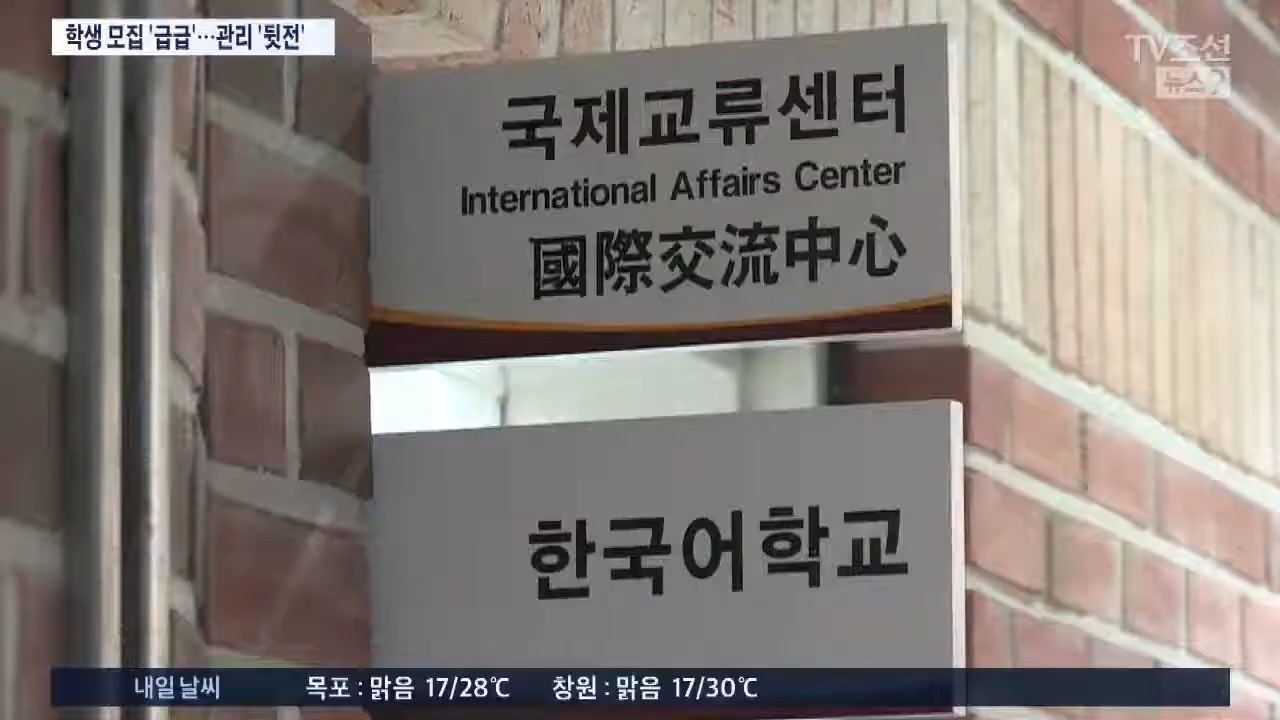 학생 모집 '급급'…관리 '뒷전'
TV조선
뉴스2
국제교류센터
International Affairs Center
國際交流中心
한국어학교
내일 날씨 목포 : 맑음 17/28℃ 창원 : 맑음 17/30℃